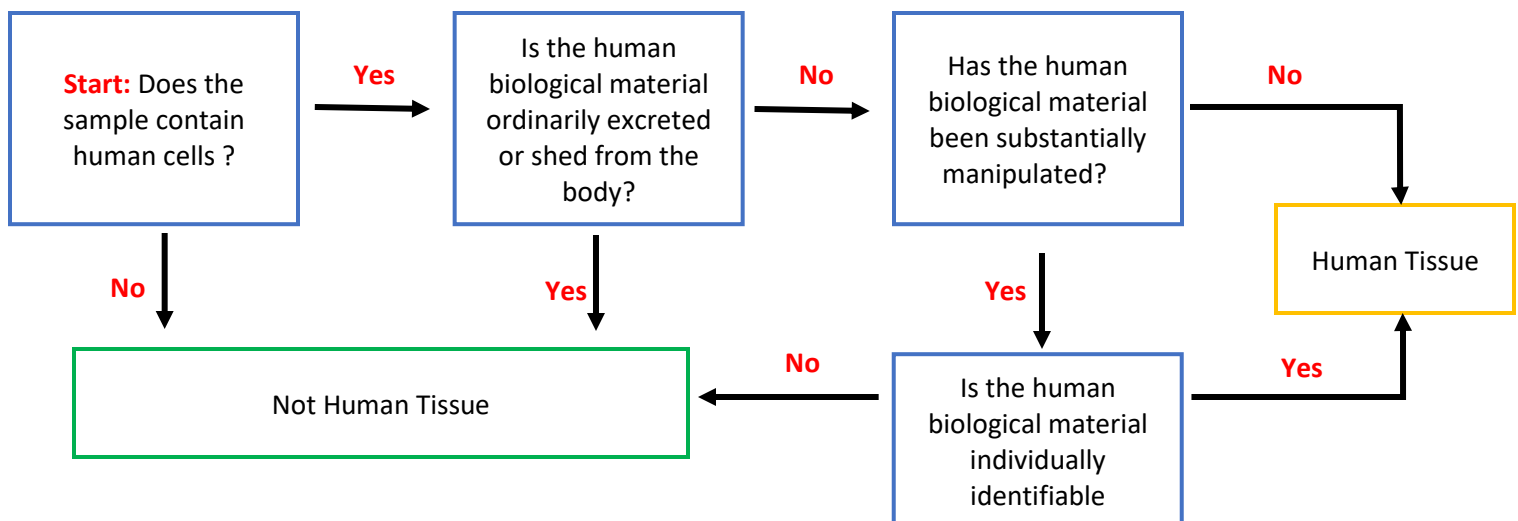 Start: Does the
sample contain
human cells ?
Yes
Is the human
biological material
ordinarily excreted
or shed from the
body?
No
Has the human
biological material
been substantially
manipulated?
No
Human Tissue
No
Yes
Yes
Not Human Tissue
No
Is the human
biological material
individually
identifiable
Yes